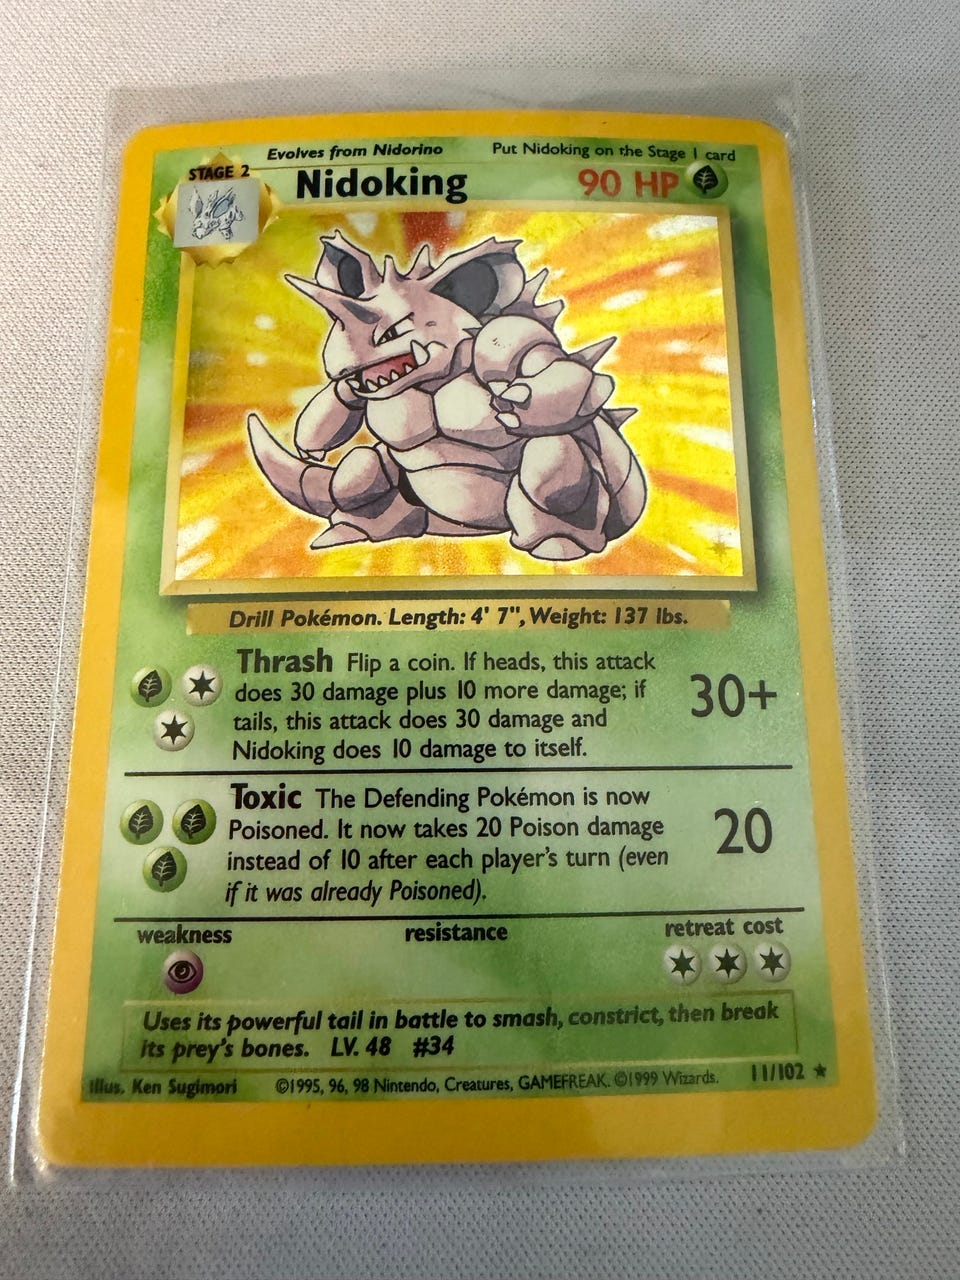 Evolves from Nidorino
Put Nidoking on the Stage 1 card
STAGE 2
Nidoking
90 HP
Drill Pokémon. Length: 4' 7", Weight: 137 lbs.
Thrash Flip a coin. If heads, this attack
does 30 damage plus 10 more damage; if
tails, this attack does 30 damage and
Nidoking does 10 damage to itself.
30+
Toxic The Defending Pokémon is now
Poisoned. It now takes 20 Poison damage
instead of 10 after each player's turn (even
if it was already Poisoned).
20
weakness
resistance
retreat cost
Uses its powerful tail in battle to smash, constrict, then break
its prey's bones. LV. 48 #34
Illus. Ken Sugimori
©1995, 96, 98 Nintendo, Creatures, GAMEFREAK. ©1999 Wizards.
11/102 ★